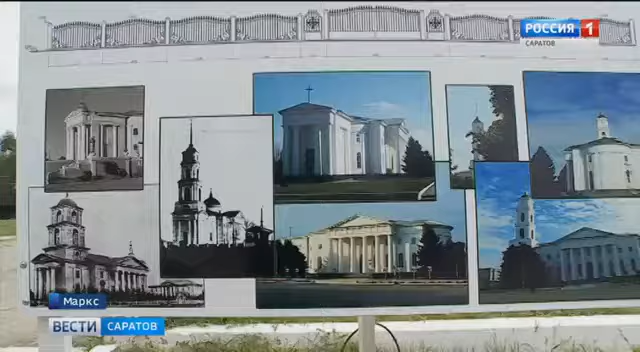 РОССИЯ 1
САРАТОВ
Маркс
ВЕСТИ САРАТОВ